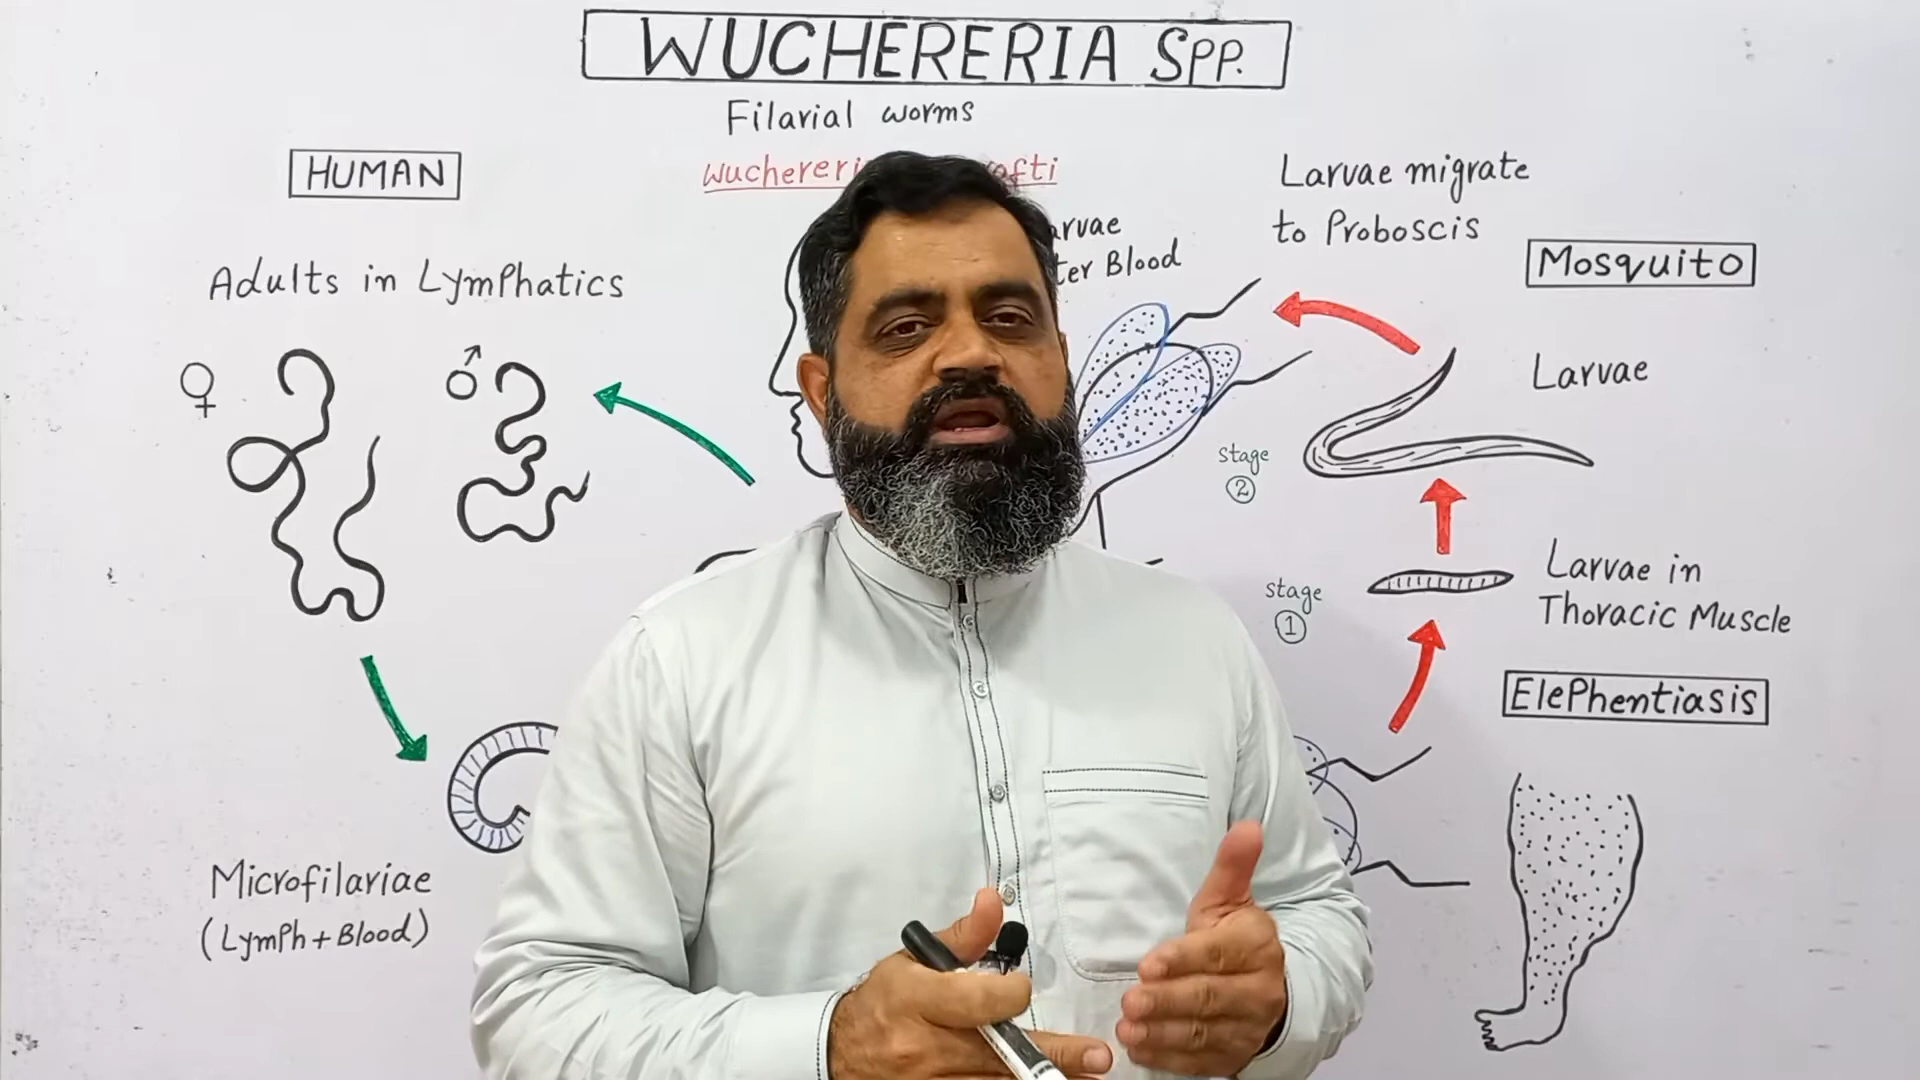 WUCHERERIA SPP.
Filarial worms
HUMAN
Larvae migrate
to Proboscis
Mosquito
Blood
Adults in Lymphatics
♀
♂
Larvae
stage
2
stage
1
Larvae in
Thoracic Muscle
ElePhentiasis
Microfilariae
(LymPh + Blood)